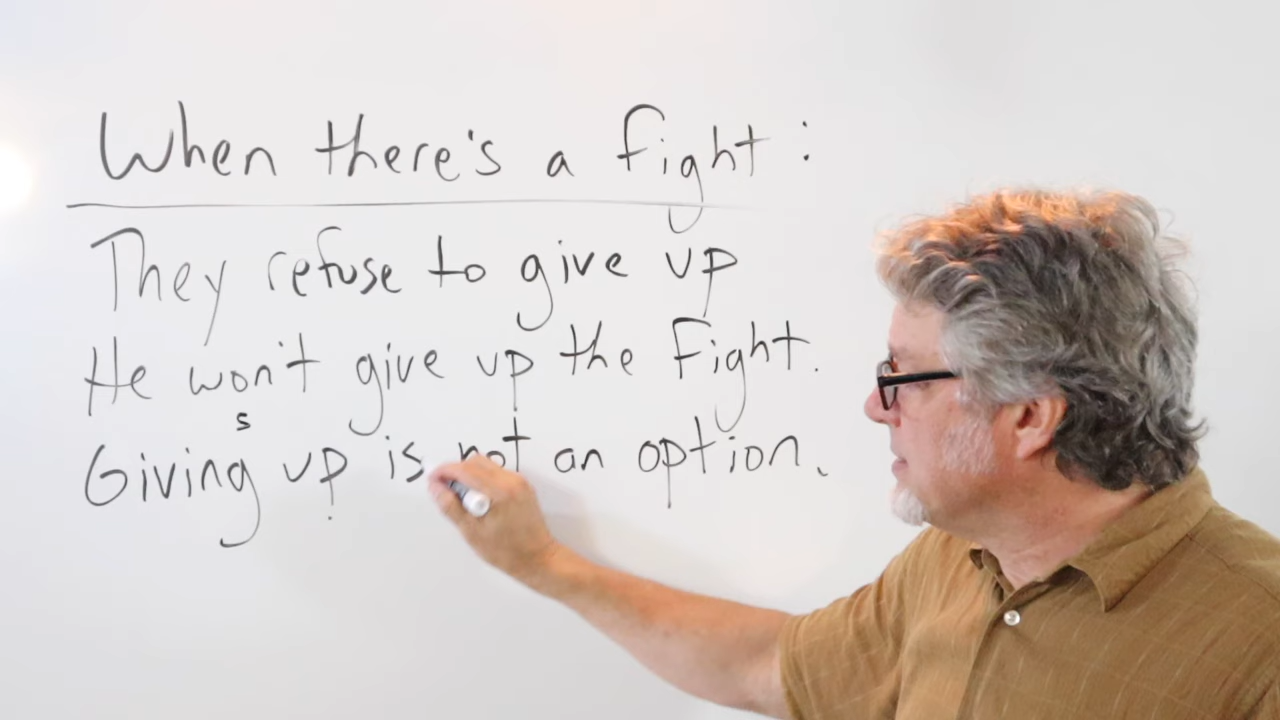 When there's a fight:
They refuse to give up
He won't give up the Fight.
s
Giving up is not an option.